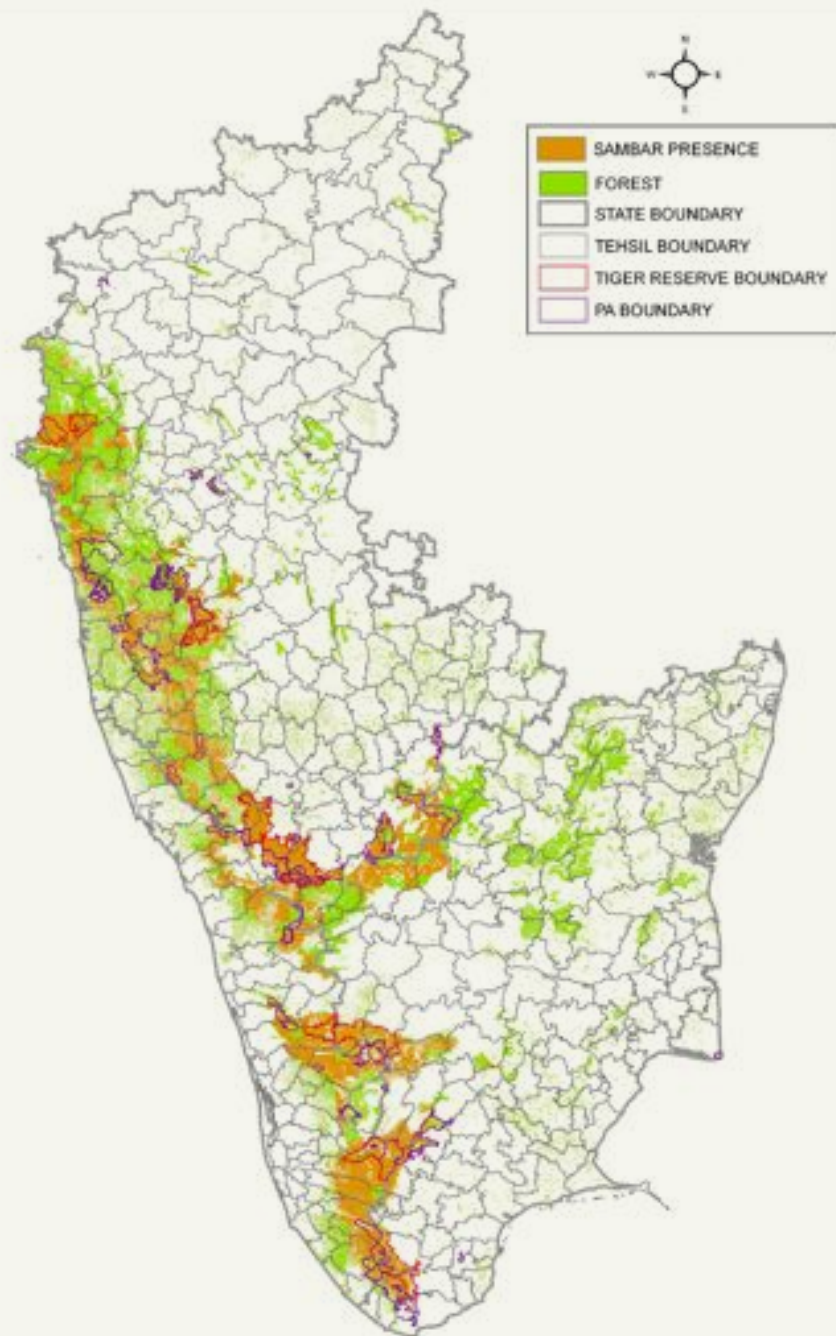 N
W E
S
SAMBAR PRESENCE
FOREST
STATE BOUNDARY
TEHSIL BOUNDARY
TIGER RESERVE BOUNDARY
PA BOUNDARY